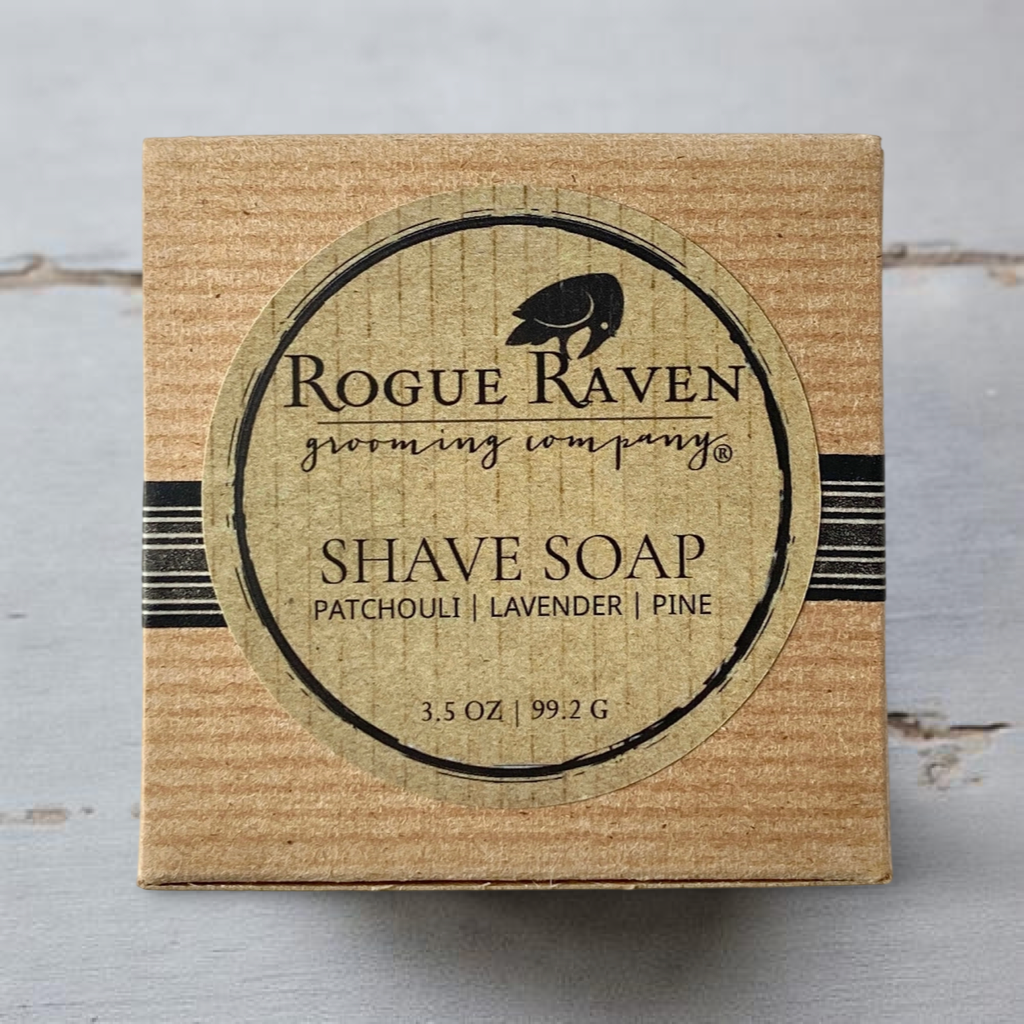 ROGUE RAVEN
grooming company®
SHAVE SOAP
PATCHOULI | LAVENDER | PINE
3.5 OZ | 99.2 G